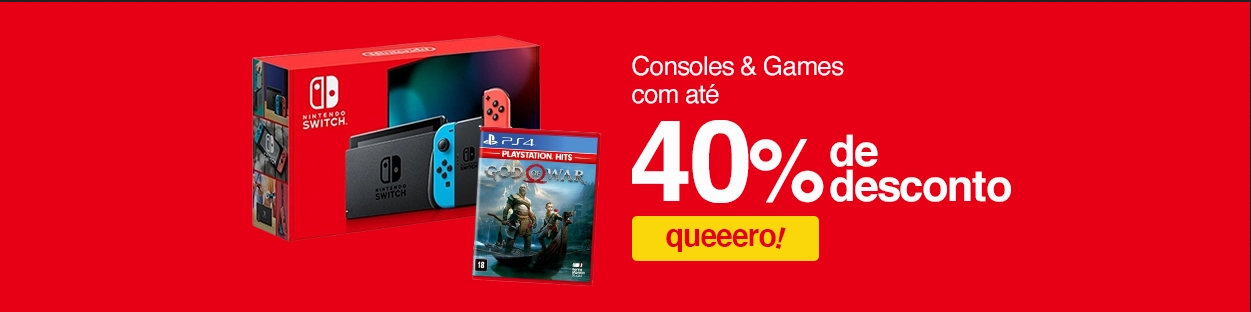 Nintendo
NINTENDO
SWITCH.
NINTENDO
SWITCH
PS4
PLAYSTATION HITS
GOD OF WAR
18
Consoles & Games
com até
40% de
desconto
queeero!